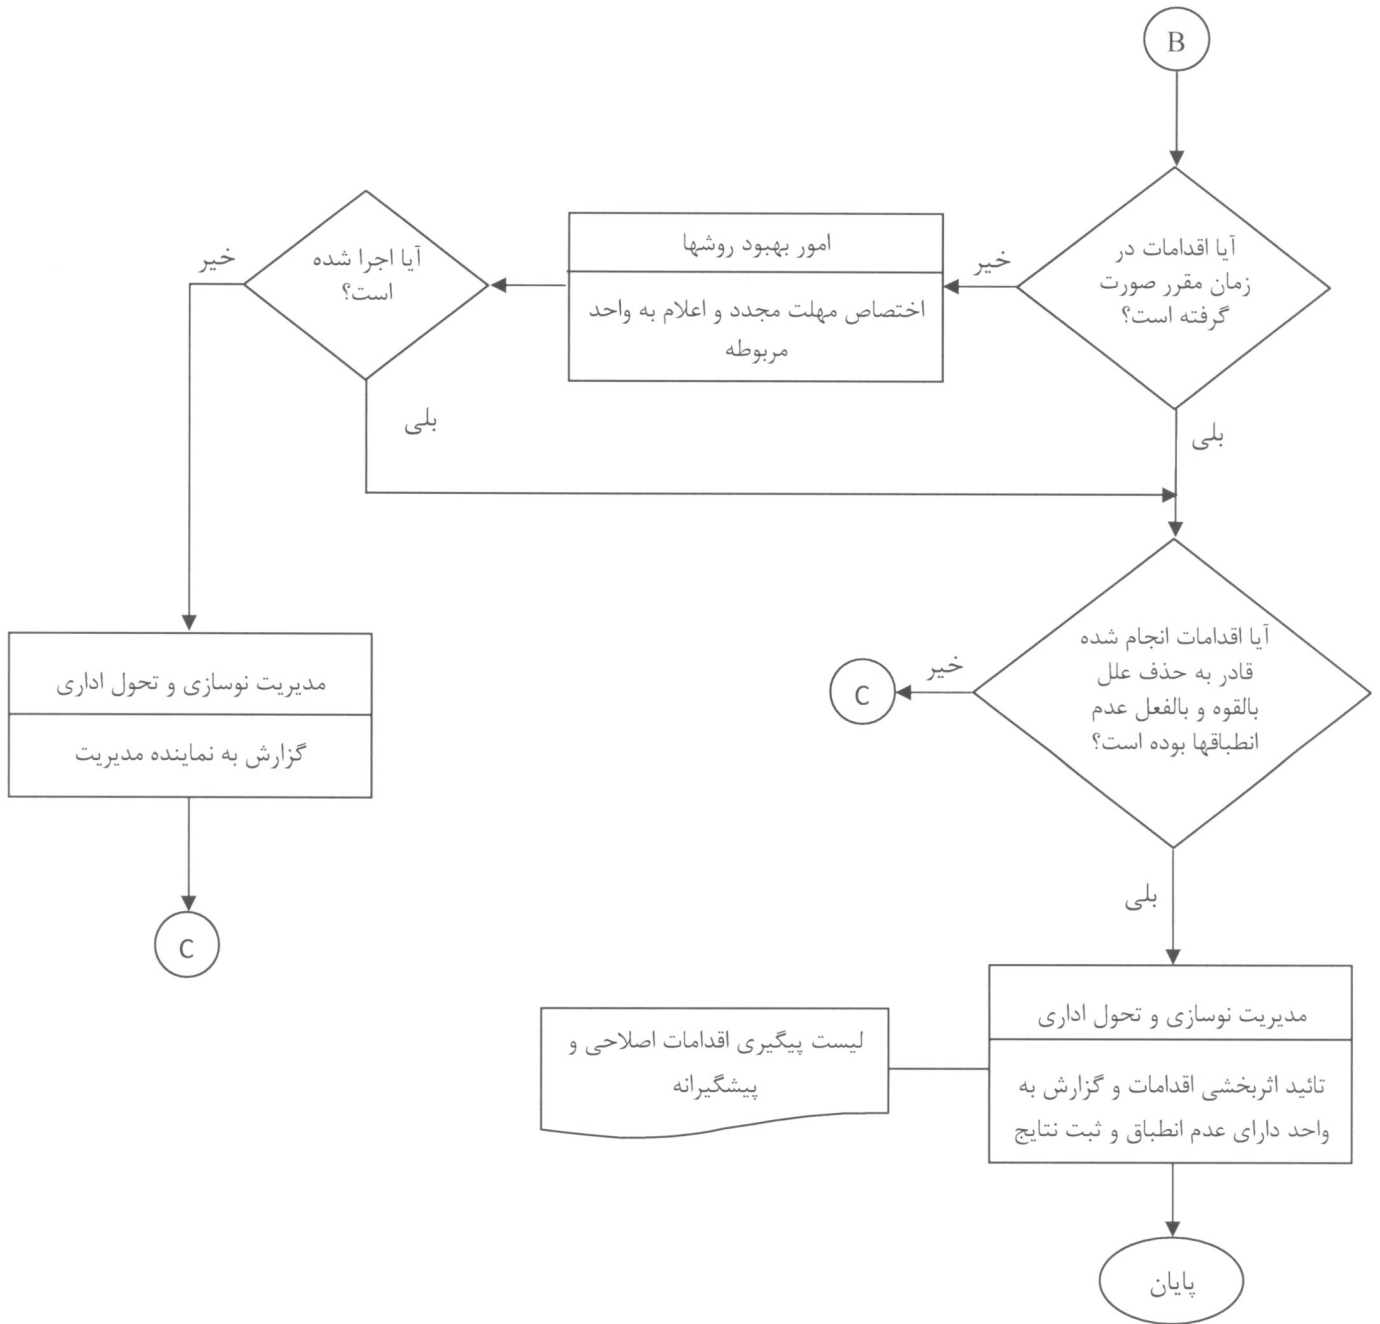 B
آیا اقدامات در
زمان مقرر صورت
گرفته است؟
خیر
بلی
امور بهبود روشها
اختصاص مهلت مجدد و اعلام به واحد
مربوطه
آیا اجرا شده
است؟
خیر
بلی
مدیریت نوسازی و تحول اداری
گزارش به نماینده مدیریت
C
آیا اقدامات انجام شده
قادر به حذف علل
بالقوه و بالفعل عدم
انطباقها بوده است؟
خیر
C
بلی
مدیریت نوسازی و تحول اداری
تائید اثربخشی اقدامات و گزارش به
واحد دارای عدم انطباق و ثبت نتایج
لیست پیگیری اقدامات اصلاحی و
پیشگیرانه
پایان